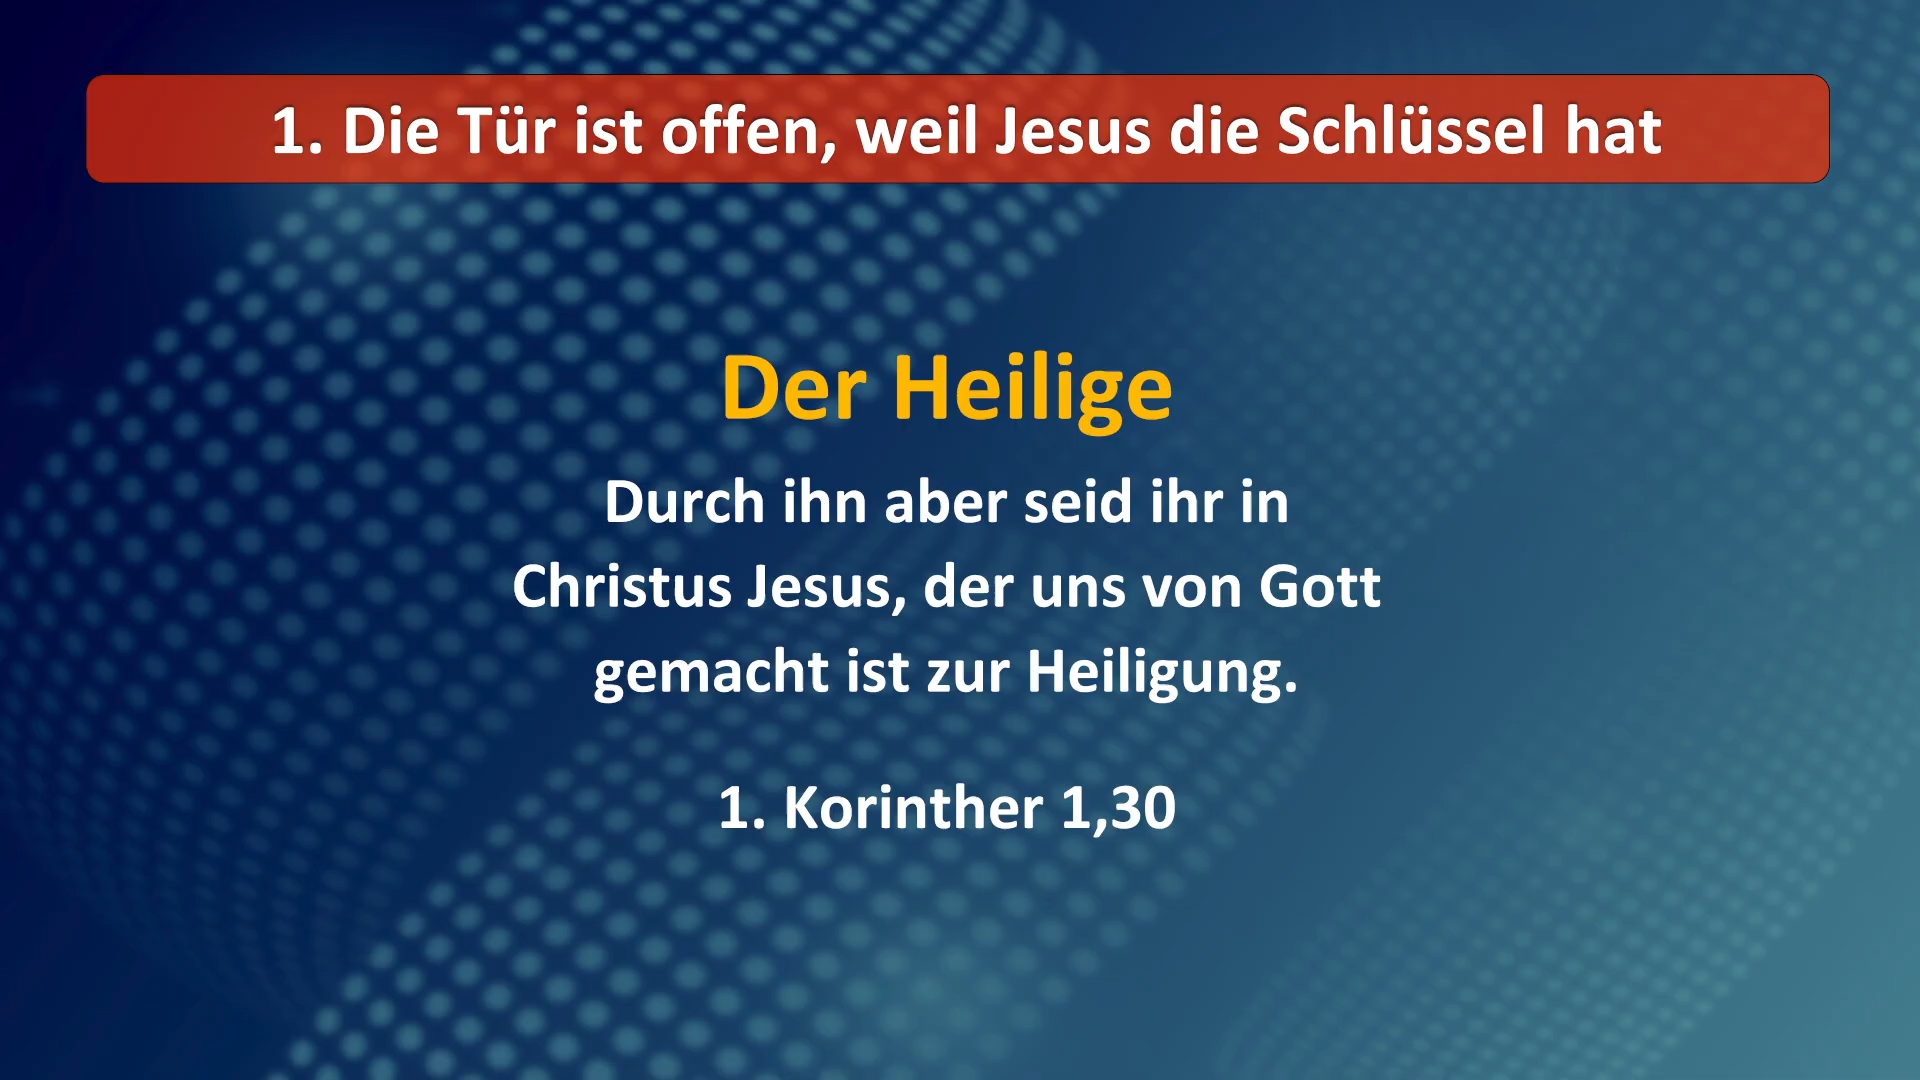 1. Die Tür ist offen, weil Jesus die Schlüssel hat
Der Heilige
Durch ihn aber seid ihr in
Christus Jesus, der uns von Gott
gemacht ist zur Heiligung.
1. Korinther 1,30